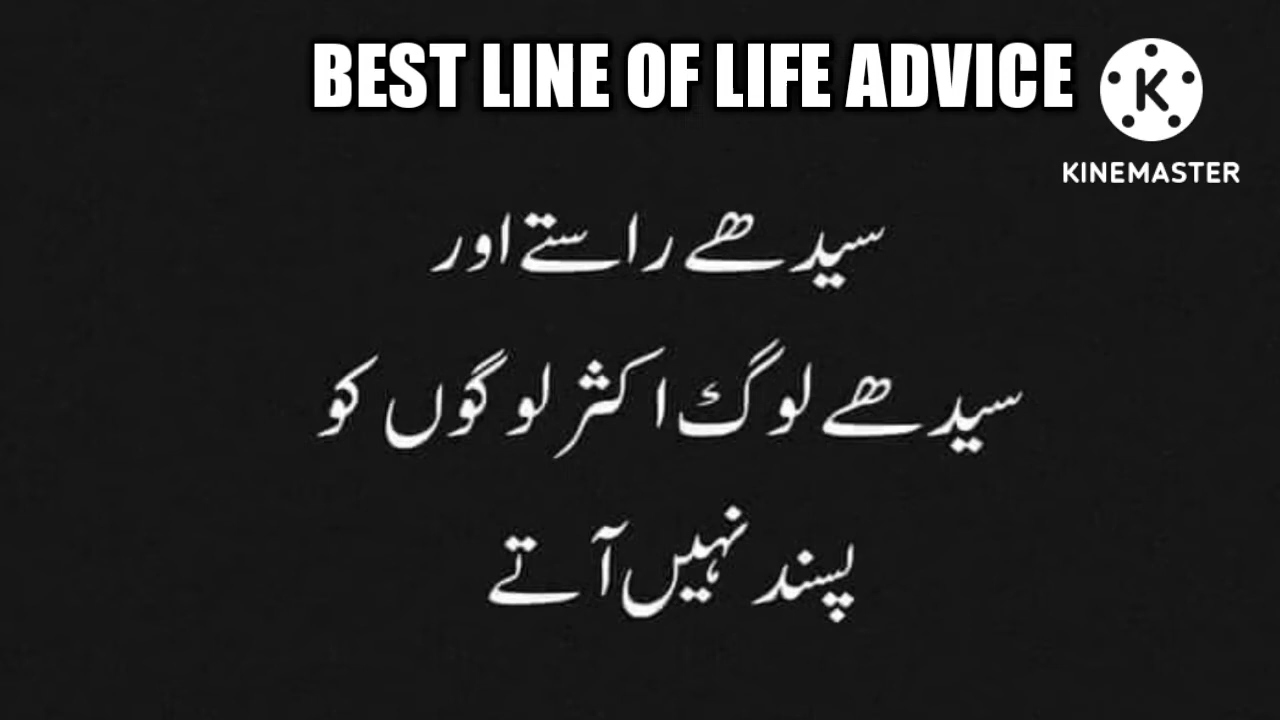 BEST LINE OF LIFE ADVICE
K
KINEMASTER
سیدھے راستے اور
سیدھے لوگ اکثر لوگوں کو
پسند نہیں آتے